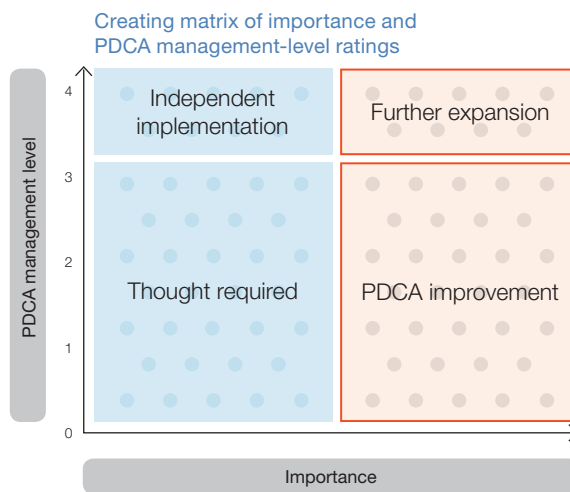 Creating matrix of importance and
PDCA management-level ratings
PDCA management level
4
3
2
1
0
Independent
implementation
Further expansion
Thought required
PDCA improvement
Importance